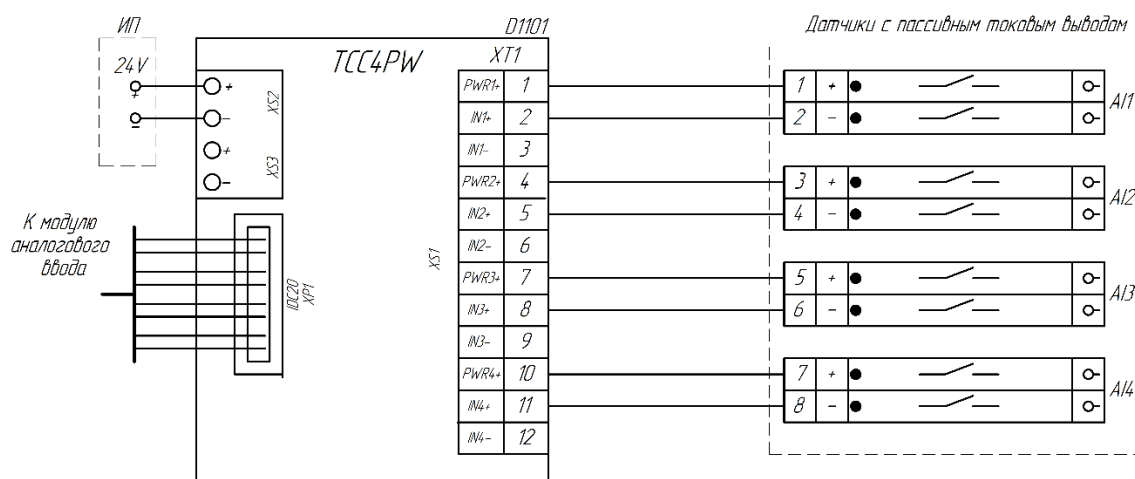 ИП
24V
+
−
D1101
TCC4PW
XT1
+
−
XS2
+
−
XS3
К модулю
аналогового
ввода
IDC20
XP1
XS1
PWR1+ 1
IN1+ 2
IN1− 3
PWR2+ 4
IN2+ 5
IN2− 6
PWR3+ 7
IN3+ 8
IN3− 9
PWR4+ 10
IN4+ 11
IN4− 12
Датчики с пассивным токовым выводом
1 +
2 −
AI1
3 +
4 −
AI2
5 +
6 −
AI3
7 +
8 −
AI4